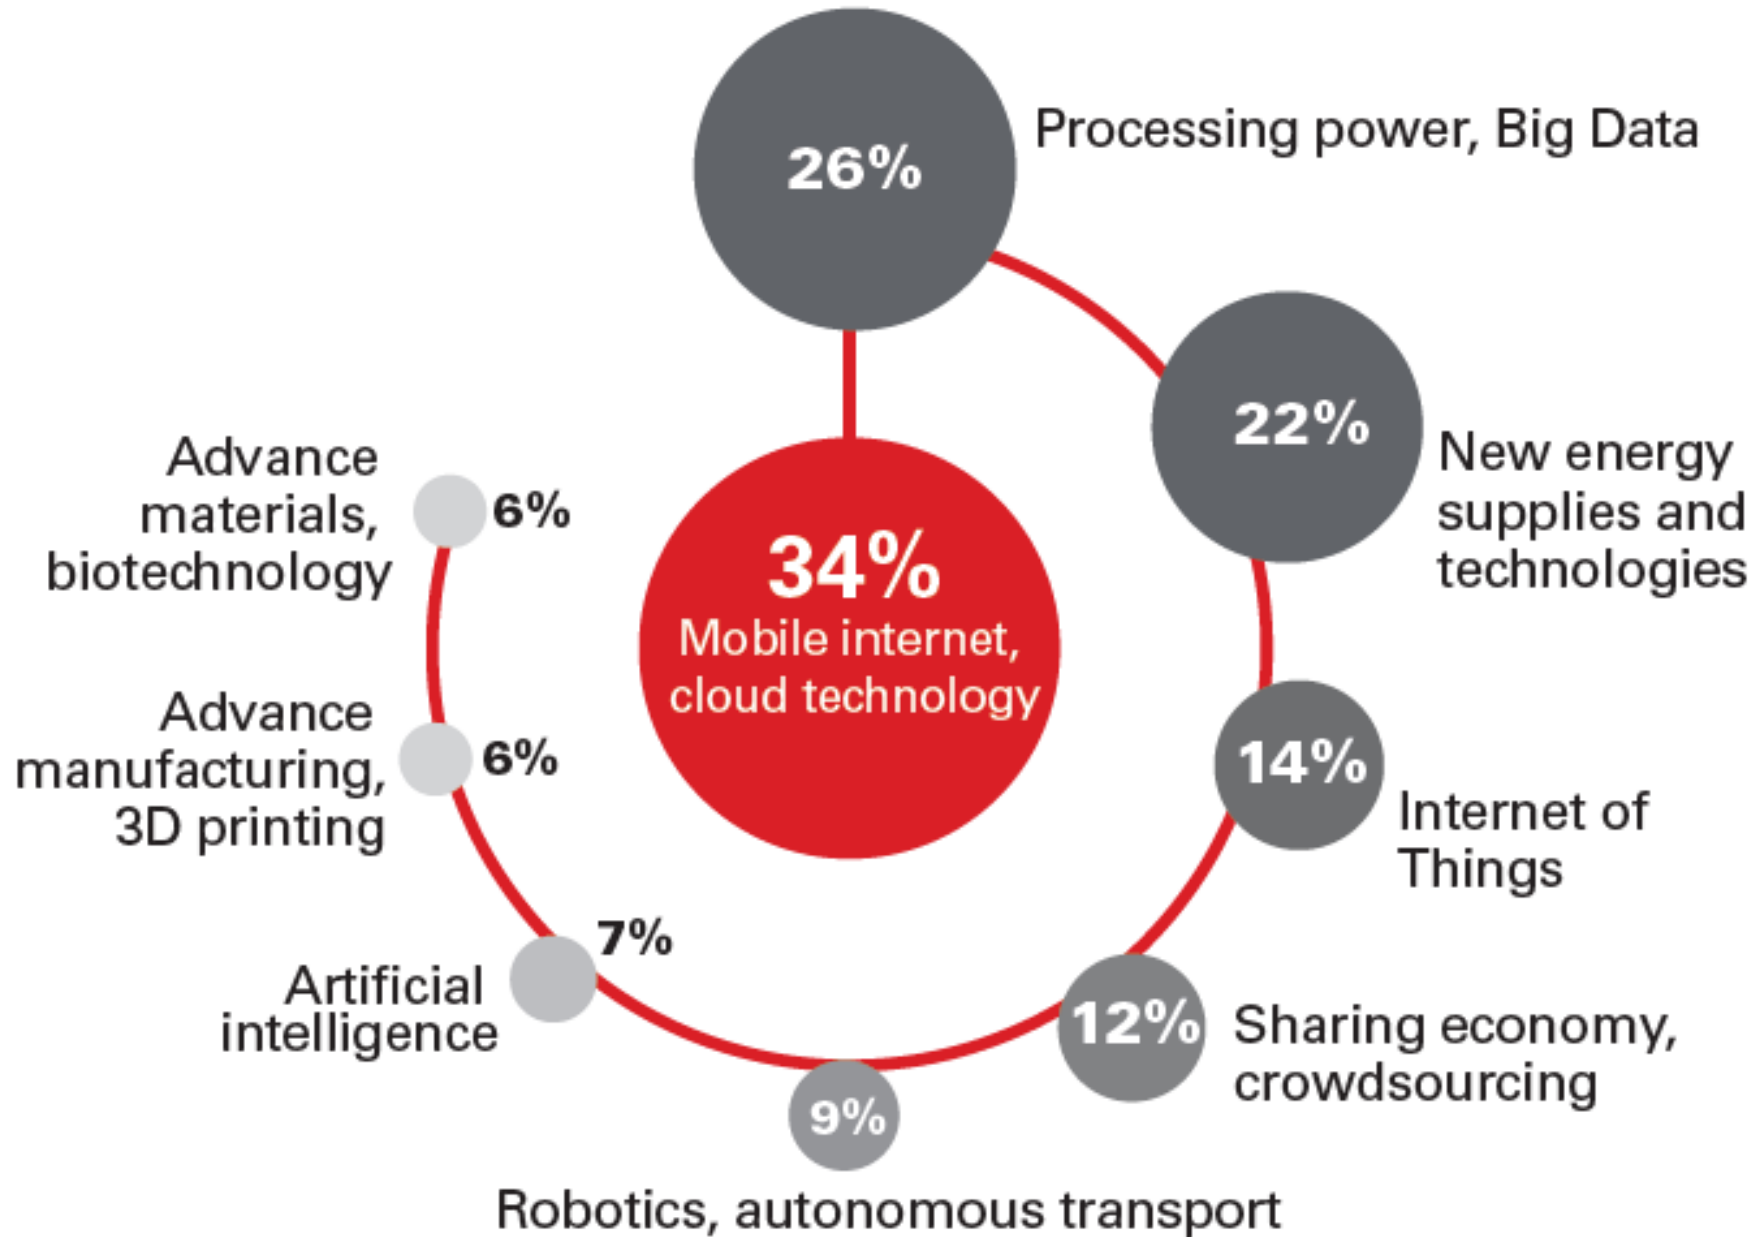 26%
Processing power, Big Data
22%
New energy
supplies and
technologies
14%
Internet of
Things
12%
Sharing economy,
crowdsourcing
9%
Robotics, autonomous transport
7%
Artificial
intelligence
6%
Advance
manufacturing,
3D printing
6%
Advance
materials,
biotechnology
34%
Mobile internet,
cloud technology